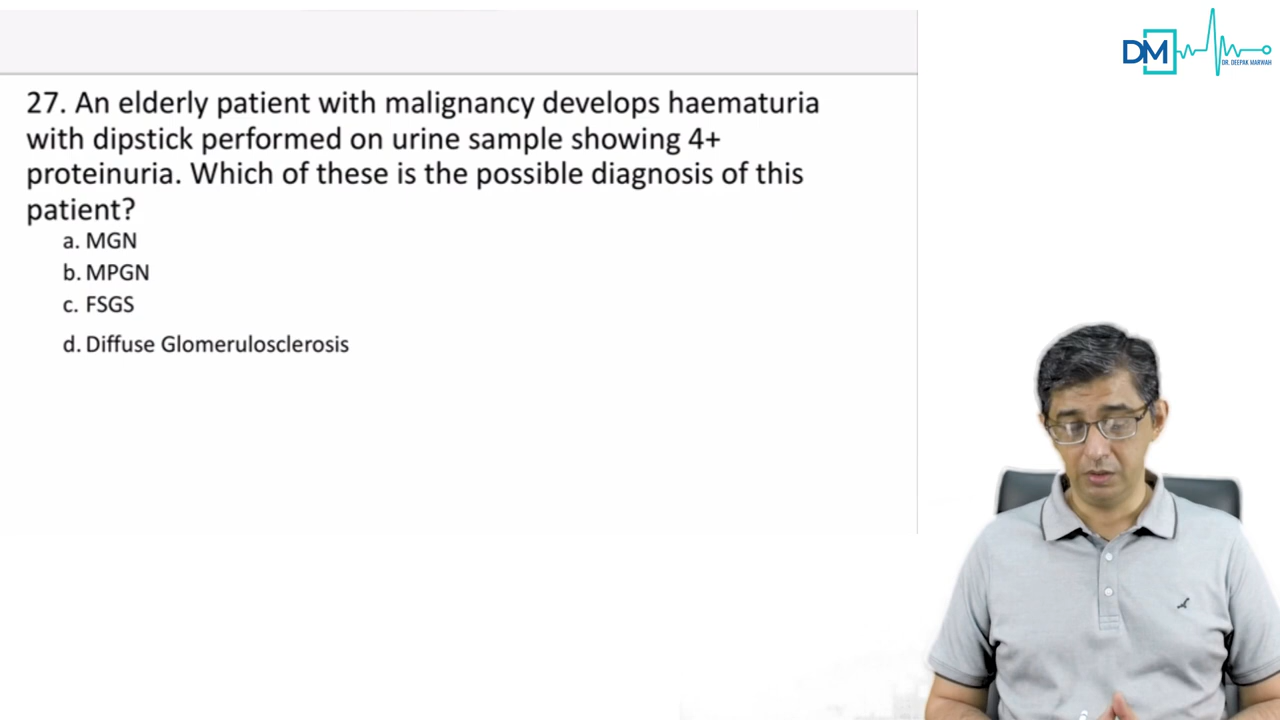 DM
DR. DEEPAK MARWAH
27. An elderly patient with malignancy develops haematuria
with dipstick performed on urine sample showing 4+
proteinuria. Which of these is the possible diagnosis of this
patient?
a. MGN
b. MPGN
c. FSGS
d. Diffuse Glomerulosclerosis